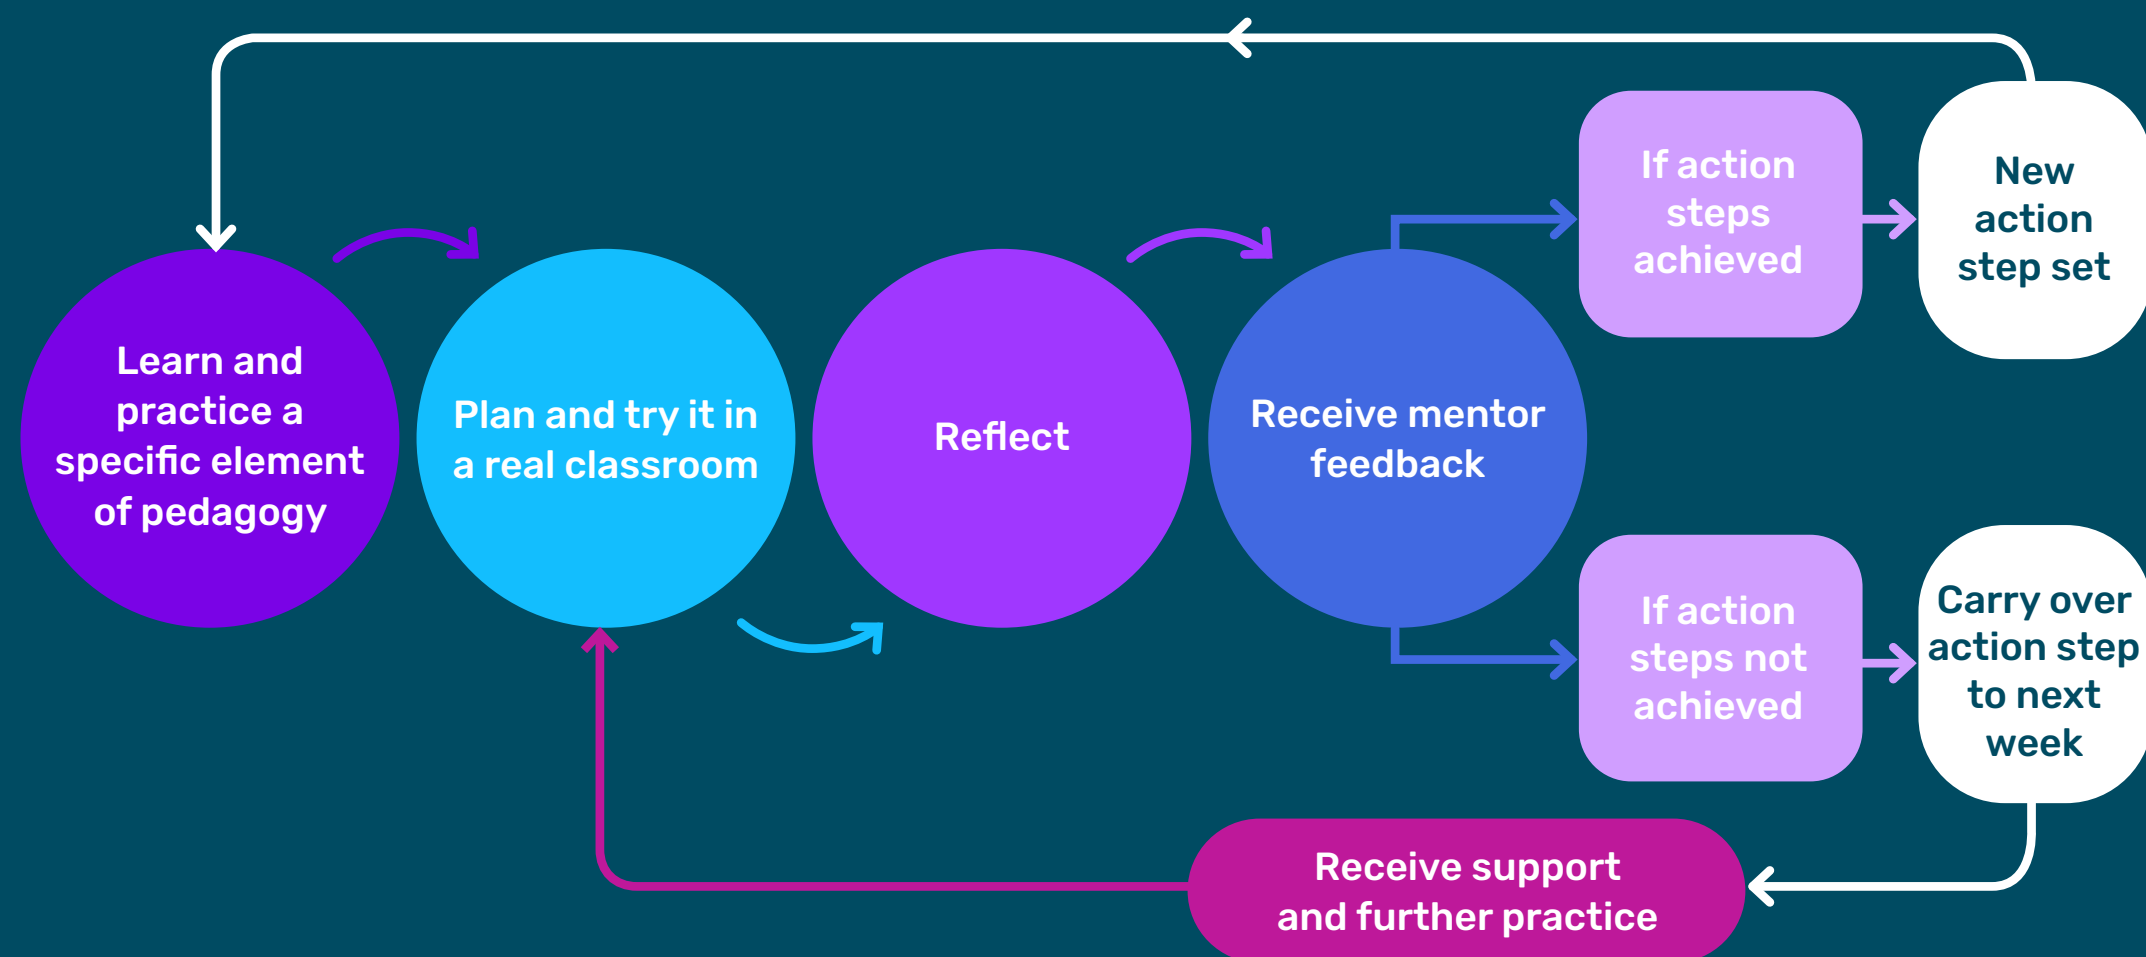 Learn and
practice a
specific element
of pedagogy
Plan and try it in
a real classroom
Reflect
Receive mentor
feedback
If action
steps
achieved
New
action
step set
If action
steps not
achieved
Carry over
action step
to next
week
Receive support
and further practice